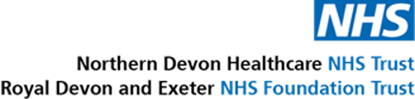 NHS
Northern Devon Healthcare NHS Trust
Royal Devon and Exeter NHS Foundation Trust